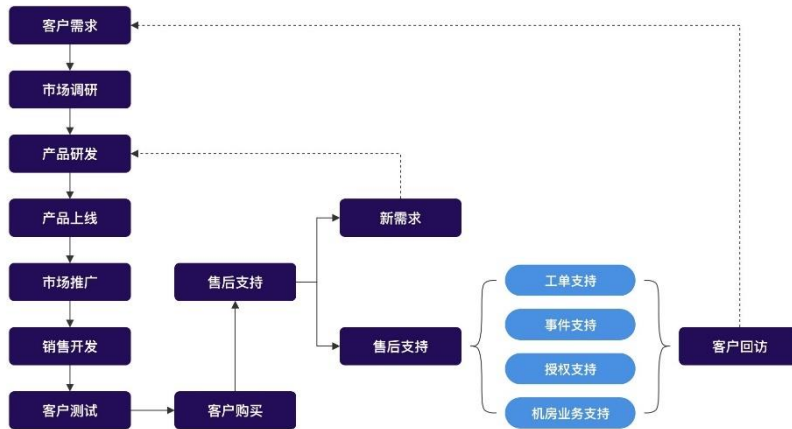 客户需求
市场调研
产品研发
产品上线
市场推广
销售开发
客户测试
客户购买
售后支持
新需求
售后支持
工单支持
事件支持
授权支持
机房业务支持
客户回访